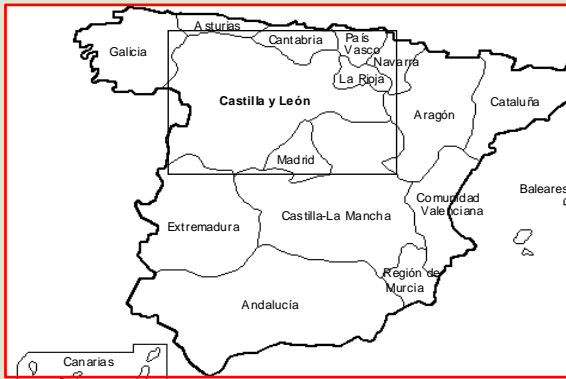 Asturias
Galicia
Cantabria
País
Vasco
Navarra
La Rioja
Castilla y León
Aragón
Cataluña
Madrid
Baleares
Comunidad
Valenciana
Castilla-La Mancha
Extremadura
Región de
Murcia
Andalucía
Canarias